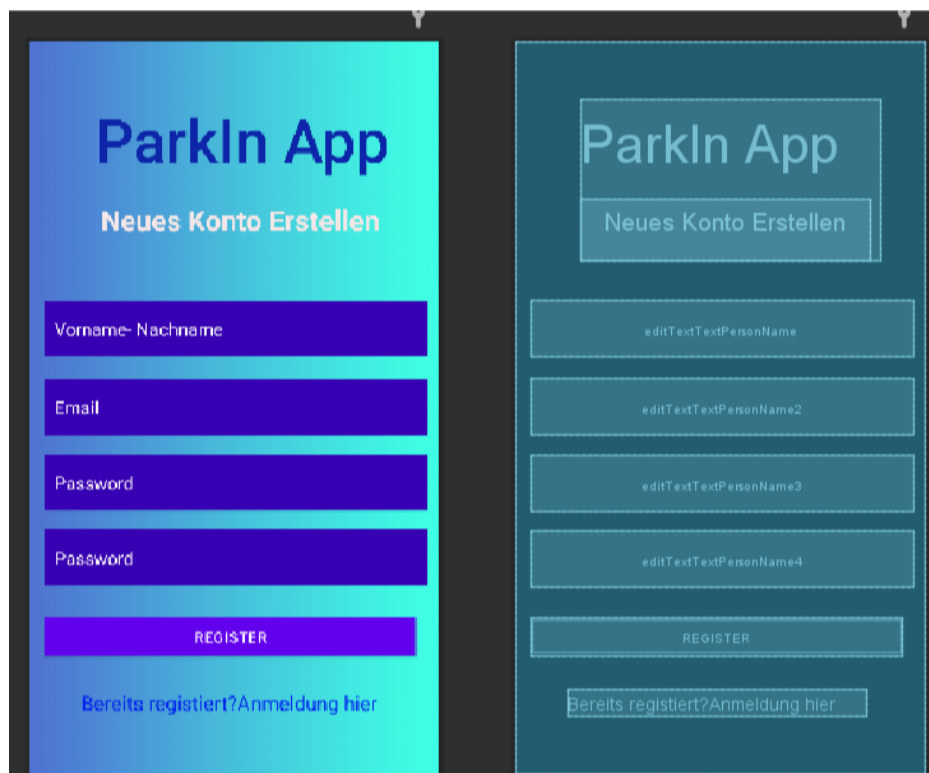 ParkIn App
Neues Konto Erstellen
Vorname- Nachname
Email
Password
Password
REGISTER
Bereits registiert?Anmeldung hier
ParkIn App
Neues Konto Erstellen
editTextTextPersonName
editTextTextPersonName2
editTextTextPersonName3
editTextTextPersonName4
REGISTER
Bereits registiert?Anmeldung hier